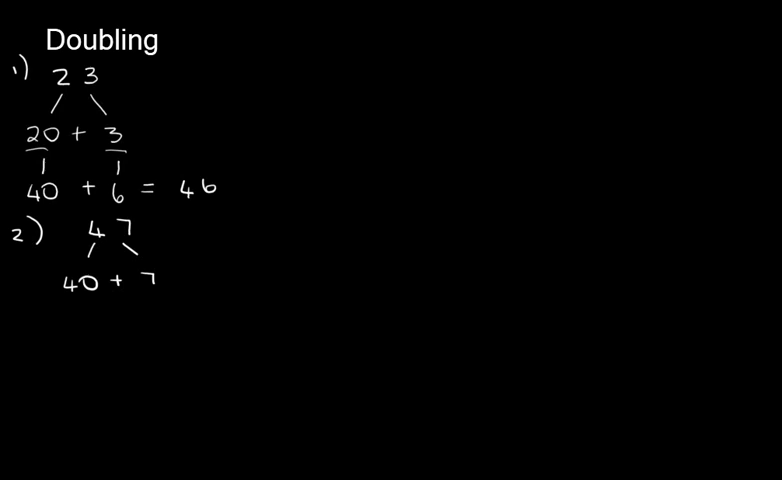 Doubling
1) 23
20 + 3
40 + 6 = 46
2) 47
40 + 7